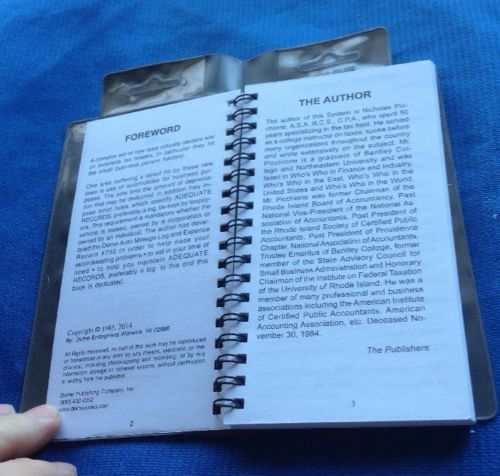 FOREWORD
A complex set of new laws virtually declare war
on business tax breaks, in particular they hit
the small business person hardest.
One area suffering a direct hit by those new
laws is use of automobiles for business pur-
poses. The laws limit the amount of deprecia-
tion that may be deducted. In addition they im-
pose strict rules, which specify ADEQUATE
RECORDS, preferably a log, be kept by taxpay-
ers. This requirement is mandatory whether the
vehicle is leased, owned by a corporation or
owned by an individual. The author has devel-
oped the Dome Auto Mileage Log and Expense
Record #750 in order to help ease your
recordkeeping problems • to aid in your time of
need • to help you maintain ADEQUATE
RECORDS, preferably a log to this end this
book is dedicated.
Copyright © 1985, 2014
By: Dome Enterprises Warwick, RI 02886
All Rights Reserved, no part of this work may be reproduced
or transmitted in any form by any means, electronic or me-
chanical, including photocopying and recording, or by any
information storage or retrieval system, without permission
in writing from the publisher.
Dome Publishing Company, Inc.
(800) 432-4352
www.domebooks.com
2
THE AUTHOR
The author of this System is Nicholas Pic-
chione, A.S.A. B.C.S., C.P.A., who spent 50
years specializing in the tax field. He served
as a college instructor on taxes, spoke before
many organizations throughout the country
and wrote extensively on the subject. Mr.
Picchione is a graduate of Bentley Col-
lege and Northeastern University and was
listed in Who's Who in Finance and Industry,
Who's Who in the East, Who's Who in the
United States and Who's Who in the World.
Mr. Picchione was former Chairman of the
Rhode Island Board of Accountancy, Past
National Vice-President of the National As-
sociation of Accountants, Past President of
the Rhode Island Society of Certified Public
Accountants. Past President of Providence
Chapter, National Association of Accountants.
Trustee Emeritus of Bentley College, former
member of the Staie Advisory Council for
Small Business Administration and Honorary
Chairman of the Institute on Federal Taxation
of the University of Rhode Island. He was a
member of many professional and business
associations including the American Institute
of Certified Public Accountants, American
Accounting Association, etc. Deceased No-
vember 30, 1984.
The Publishers
3